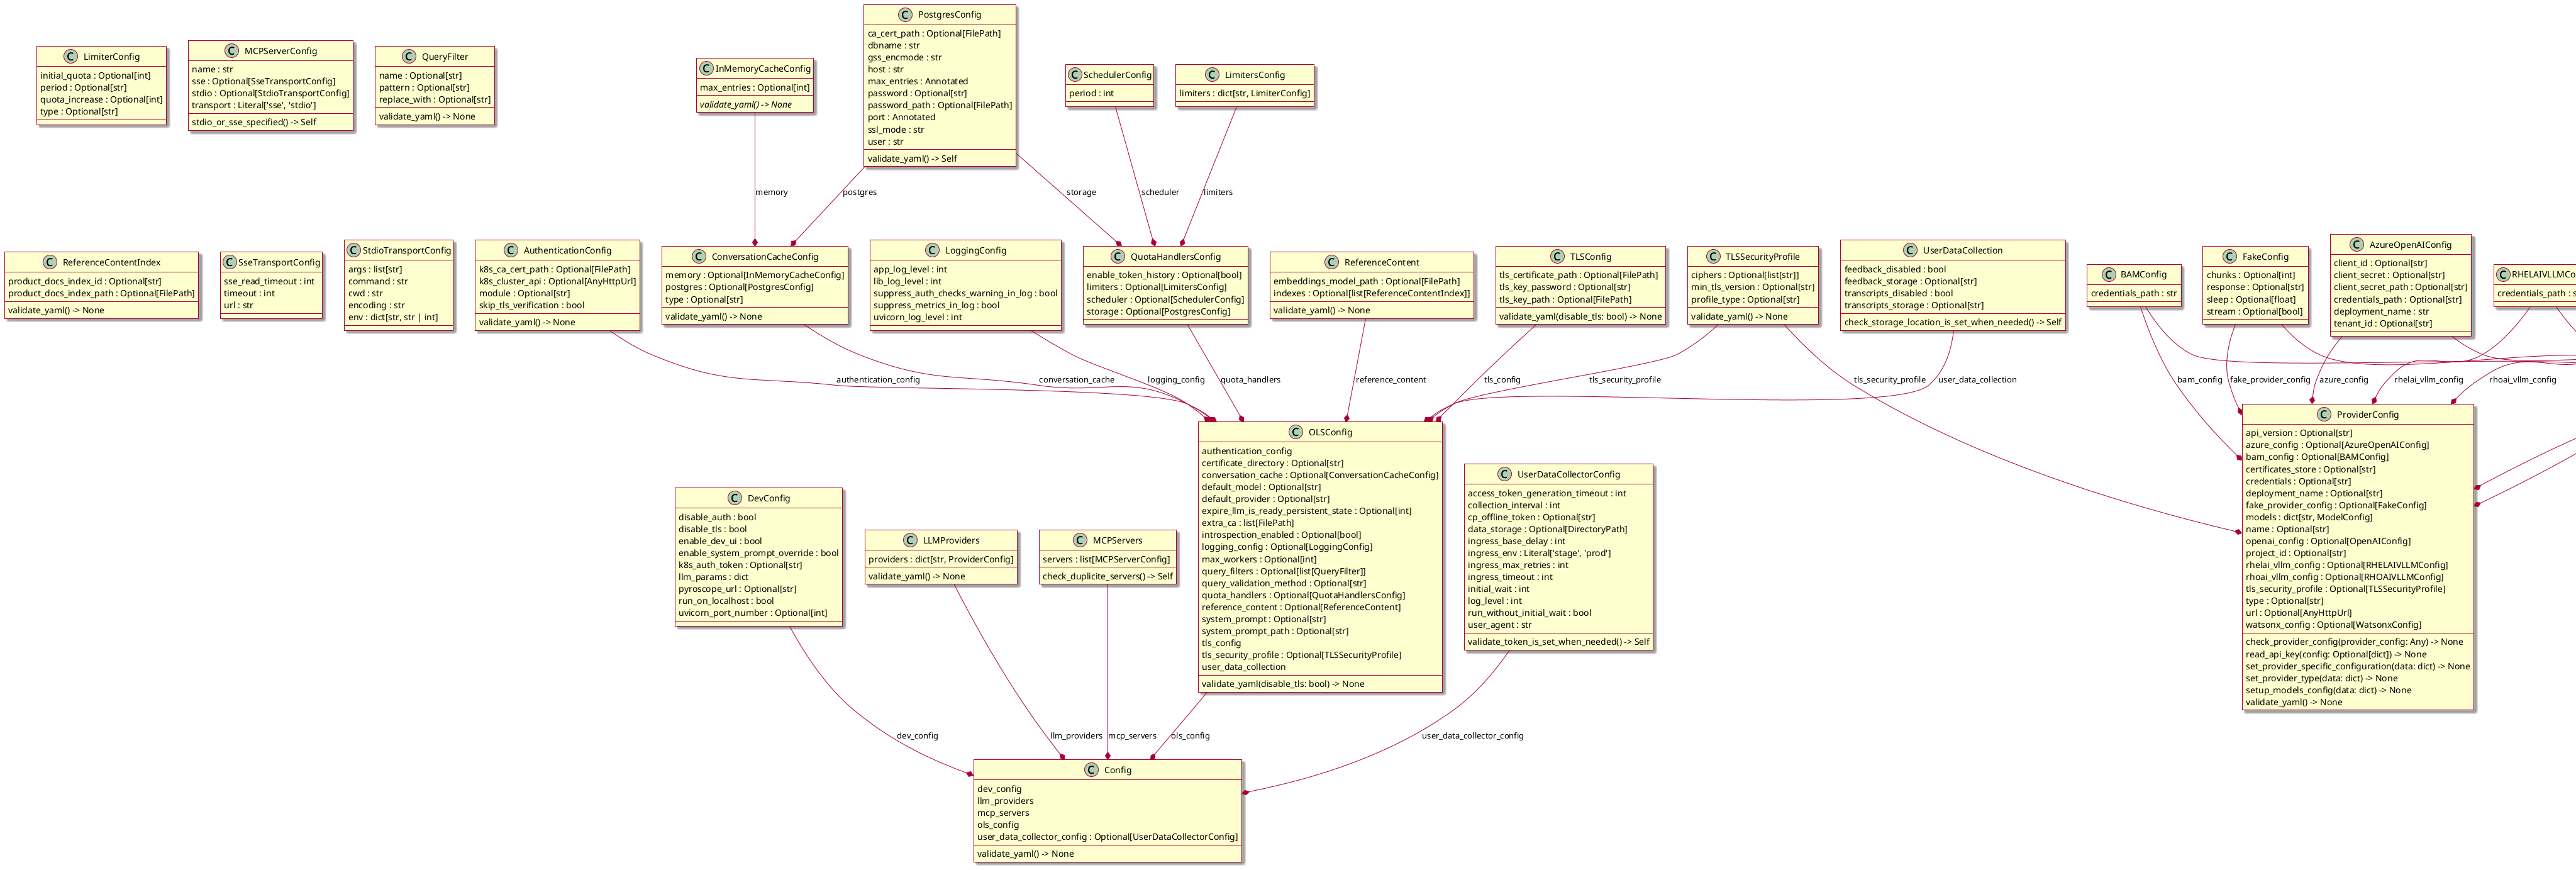 PostgresConfig
ca_cert_path : Optional[FilePath]
dbname : str
gss_encmode : str
host : str
max_entries : Annotated
password : Optional[str]
password_path : Optional[FilePath]
port : Annotated
ssl_mode : str
user : str
validate_yaml() -> Self
LimiterConfig
initial_quota : Optional[int]
period : Optional[str]
quota_increase : Optional[int]
type : Optional[str]
MCPServerConfig
name : str
sse : Optional[SseTransportConfig]
stdio : Optional[StdioTransportConfig]
transport : Literal['sse', 'stdio']
stdio_or_sse_specified() -> Self
QueryFilter
name : Optional[str]
pattern : Optional[str]
replace_with : Optional[str]
validate_yaml() -> None
InMemoryCacheConfig
max_entries : Optional[int]
validate_yaml() -> None
SchedulerConfig
period : int
LimitersConfig
limiters : dict[str, LimiterConfig]
memory
postgres
storage
scheduler
limiters
ReferenceContentIndex
product_docs_index_id : Optional[str]
product_docs_index_path : Optional[FilePath]
validate_yaml() -> None
SseTransportConfig
sse_read_timeout : int
timeout : int
url : str
StdioTransportConfig
args : list[str]
command : str
cwd : str
encoding : str
env : dict[str, str | int]
AuthenticationConfig
k8s_ca_cert_path : Optional[FilePath]
k8s_cluster_api : Optional[AnyHttpUrl]
module : Optional[str]
skip_tls_verification : bool
validate_yaml() -> None
ConversationCacheConfig
memory : Optional[InMemoryCacheConfig]
postgres : Optional[PostgresConfig]
type : Optional[str]
validate_yaml() -> None
LoggingConfig
app_log_level : int
lib_log_level : int
suppress_auth_checks_warning_in_log : bool
suppress_metrics_in_log : bool
uvicorn_log_level : int
QuotaHandlersConfig
enable_token_history : Optional[bool]
limiters : Optional[LimitersConfig]
scheduler : Optional[SchedulerConfig]
storage : Optional[PostgresConfig]
ReferenceContent
embeddings_model_path : Optional[FilePath]
indexes : Optional[list[ReferenceContentIndex]]
validate_yaml() -> None
TLSConfig
tls_certificate_path : Optional[FilePath]
tls_key_password : Optional[str]
tls_key_path : Optional[FilePath]
validate_yaml(disable_tls: bool) -> None
TLSSecurityProfile
ciphers : Optional[list[str]]
min_tls_version : Optional[str]
profile_type : Optional[str]
validate_yaml() -> None
UserDataCollection
feedback_disabled : bool
feedback_storage : Optional[str]
transcripts_disabled : bool
transcripts_storage : Optional[str]
check_storage_location_is_set_when_needed() -> Self
BAMConfig
credentials_path : str
FakeConfig
chunks : Optional[int]
response : Optional[str]
sleep : Optional[float]
stream : Optional[bool]
AzureOpenAIConfig
client_id : Optional[str]
client_secret : Optional[str]
client_secret_path : Optional[str]
credentials_path : Optional[str]
deployment_name : str
tenant_id : Optional[str]
RHELAIVLLMCo
credentials_path : s
authentication_config
conversation_cache
logging_config
quota_handlers
reference_content
tls_config
tls_security_profile
user_data_collection
tls_security_profile
bam_config
fake_provider_config
azure_config
rhelai_vllm_config
rhoai_vllm_config
OLSConfig
authentication_config
certificate_directory : Optional[str]
conversation_cache : Optional[ConversationCacheConfig]
default_model : Optional[str]
default_provider : Optional[str]
expire_llm_is_ready_persistent_state : Optional[int]
extra_ca : list[FilePath]
introspection_enabled : Optional[bool]
logging_config : Optional[LoggingConfig]
max_workers : Optional[int]
query_filters : Optional[list[QueryFilter]]
query_validation_method : Optional[str]
quota_handlers : Optional[QuotaHandlersConfig]
reference_content : Optional[ReferenceContent]
system_prompt : Optional[str]
system_prompt_path : Optional[str]
tls_config
tls_security_profile : Optional[TLSSecurityProfile]
user_data_collection
validate_yaml(disable_tls: bool) -> None
ProviderConfig
api_version : Optional[str]
azure_config : Optional[AzureOpenAIConfig]
bam_config : Optional[BAMConfig]
certificates_store : Optional[str]
credentials : Optional[str]
deployment_name : Optional[str]
fake_provider_config : Optional[FakeConfig]
models : dict[str, ModelConfig]
name : Optional[str]
openai_config : Optional[OpenAIConfig]
project_id : Optional[str]
rhelai_vllm_config : Optional[RHELAIVLLMConfig]
rhoai_vllm_config : Optional[RHOAIVLLMConfig]
tls_security_profile : Optional[TLSSecurityProfile]
type : Optional[str]
url : Optional[AnyHttpUrl]
watsonx_config : Optional[WatsonxConfig]
check_provider_config(provider_config: Any) -> None
read_api_key(config: Optional[dict]) -> None
set_provider_specific_configuration(data: dict) -> None
set_provider_type(data: dict) -> None
setup_models_config(data: dict) -> None
validate_yaml() -> None
DevConfig
disable_auth : bool
disable_tls : bool
enable_dev_ui : bool
enable_system_prompt_override : bool
k8s_auth_token : Optional[str]
llm_params : dict
pyroscope_url : Optional[str]
run_on_localhost : bool
uvicorn_port_number : Optional[int]
LLMProviders
providers : dict[str, ProviderConfig]
validate_yaml() -> None
MCPServers
servers : list[MCPServerConfig]
check_duplicite_servers() -> Self
UserDataCollectorConfig
access_token_generation_timeout : int
collection_interval : int
cp_offline_token : Optional[str]
data_storage : Optional[DirectoryPath]
ingress_base_delay : int
ingress_env : Literal['stage', 'prod']
ingress_max_retries : int
ingress_timeout : int
initial_wait : int
log_level : int
run_without_initial_wait : bool
user_agent : str
validate_token_is_set_when_needed() -> Self
dev_config
llm_providers
mcp_servers
ols_config
user_data_collector_config
Config
dev_config
llm_providers
mcp_servers
ols_config
user_data_collector_config : Optional[UserDataCollectorConfig]
validate_yaml() -> None